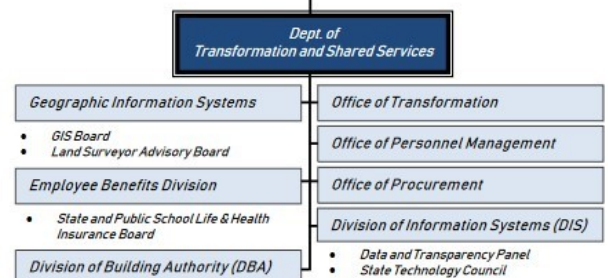 Dept. of
Transformation and Shared Services
Geographic Information Systems
• GIS Board
• Land Surveyor Advisory Board
Employee Benefits Division
• State and Public School Life & Health
Insurance Board
Division of Building Authority (DBA)
Office of Transformation
Office of Personnel Management
Office of Procurement
Division of Information Systems (DIS)
• Data and Transparency Panel
• State Technology Council